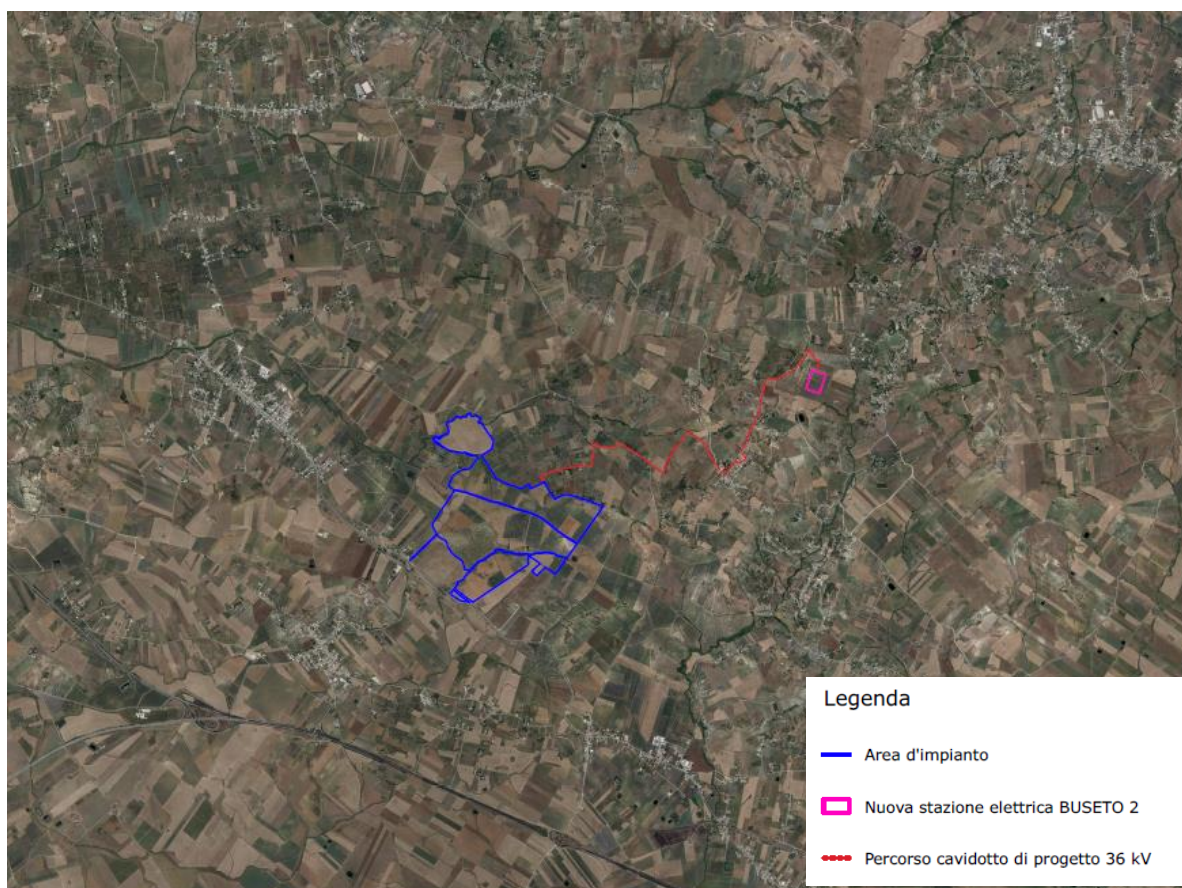 Legenda
Area d'impianto
Nuova stazione elettrica BUSETO 2
Percorso cavidotto di progetto 36 kV